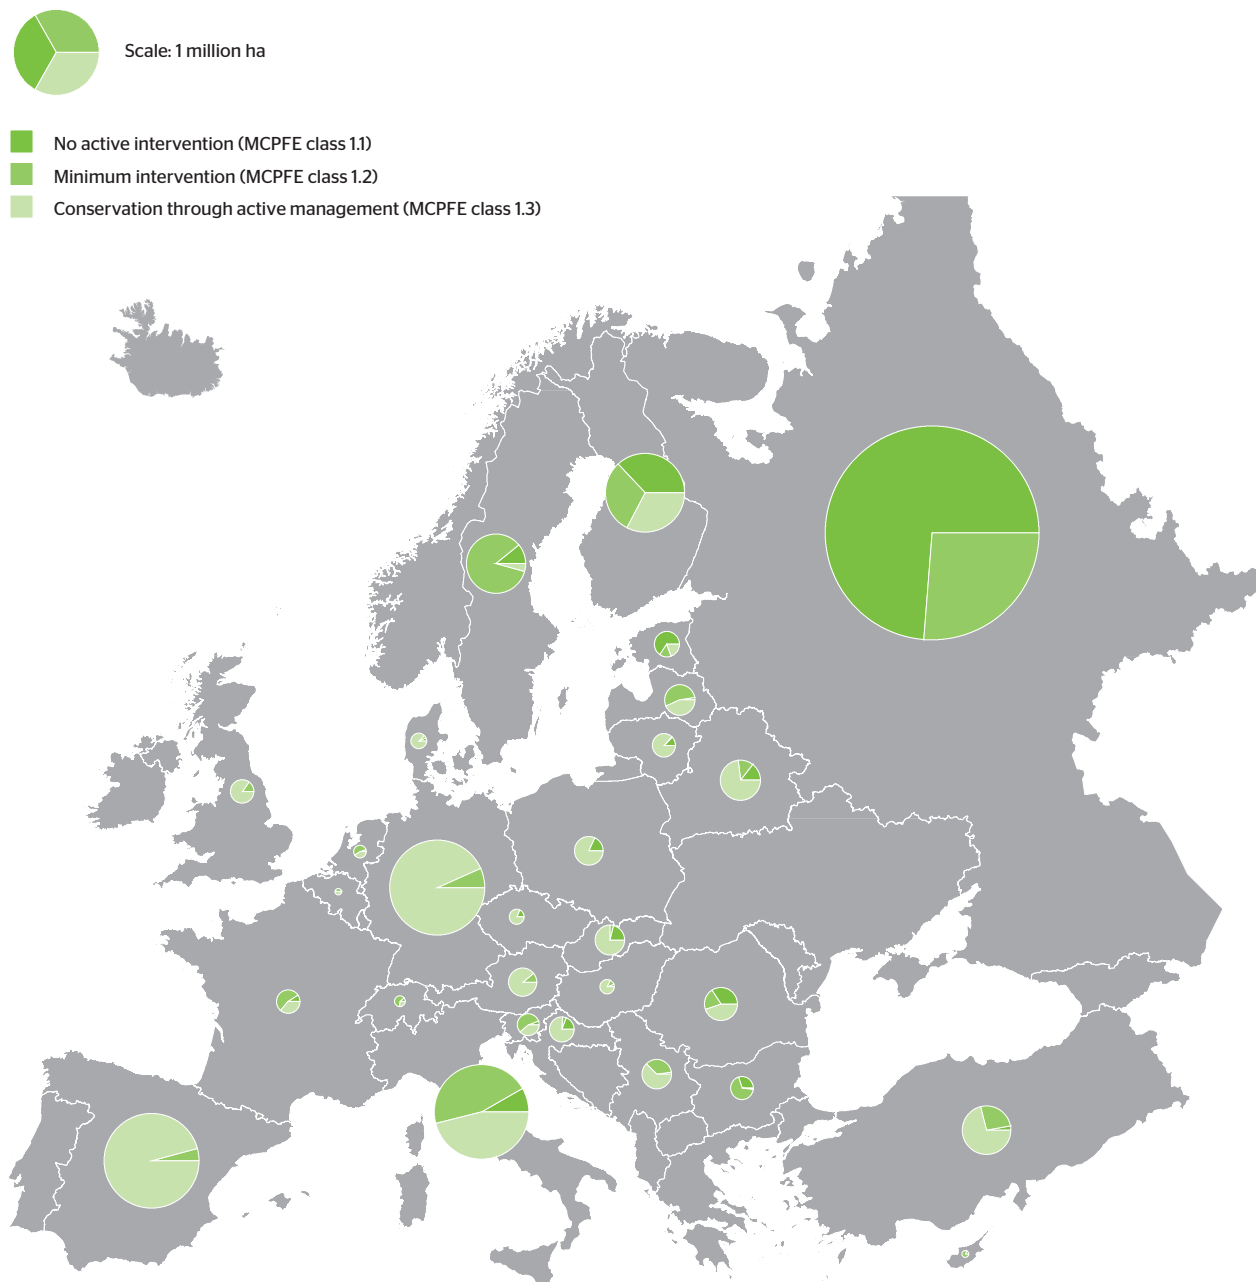 Scale: 1 million ha
No active intervention (MCPFE class 1.1)
Minimum intervention (MCPFE class 1.2)
Conservation through active management (MCPFE class 1.3)